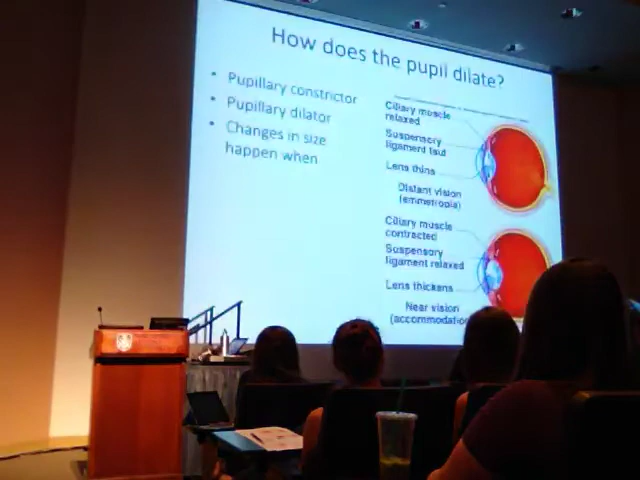 How does the pupil dilate?
• Pupillary constrictor
• Pupillary dilator
• Changes in size
happen when
Ciliary muscle
relaxed
Suspensory
ligament taut
Lens thins
Distant vision
(emmetropia)
Ciliary muscle
contracted
Suspensory
ligament relaxed
Lens thickens
Near vision
(accommodation